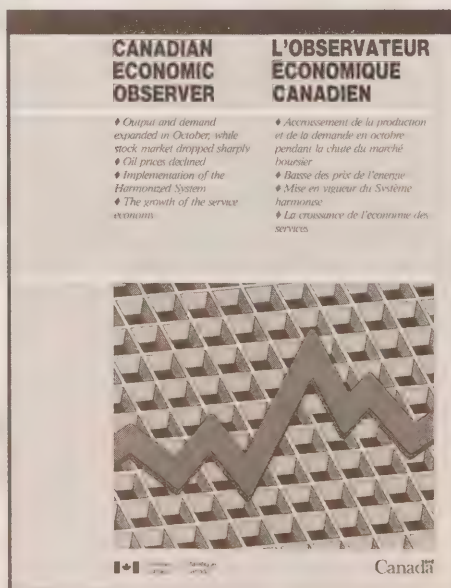 CANADIAN
ECONOMIC
OBSERVER
♦ Output and demand
expanded in October, while
stock market dropped sharply
♦ Oil prices declined
♦ Implementation of the
Harmonized System
♦ The growth of the service
economy
L'OBSERVATEUR
ÉCONOMIQUE
CANADIEN
♦ Accroissement de la production
et de la demande en octobre
pendant la chute du marché
boursier
♦ Baisse des prix de l'energie
♦ Mise en vigueur du Système
harmonise
♦ La croissance de l'economie des
services
Canada